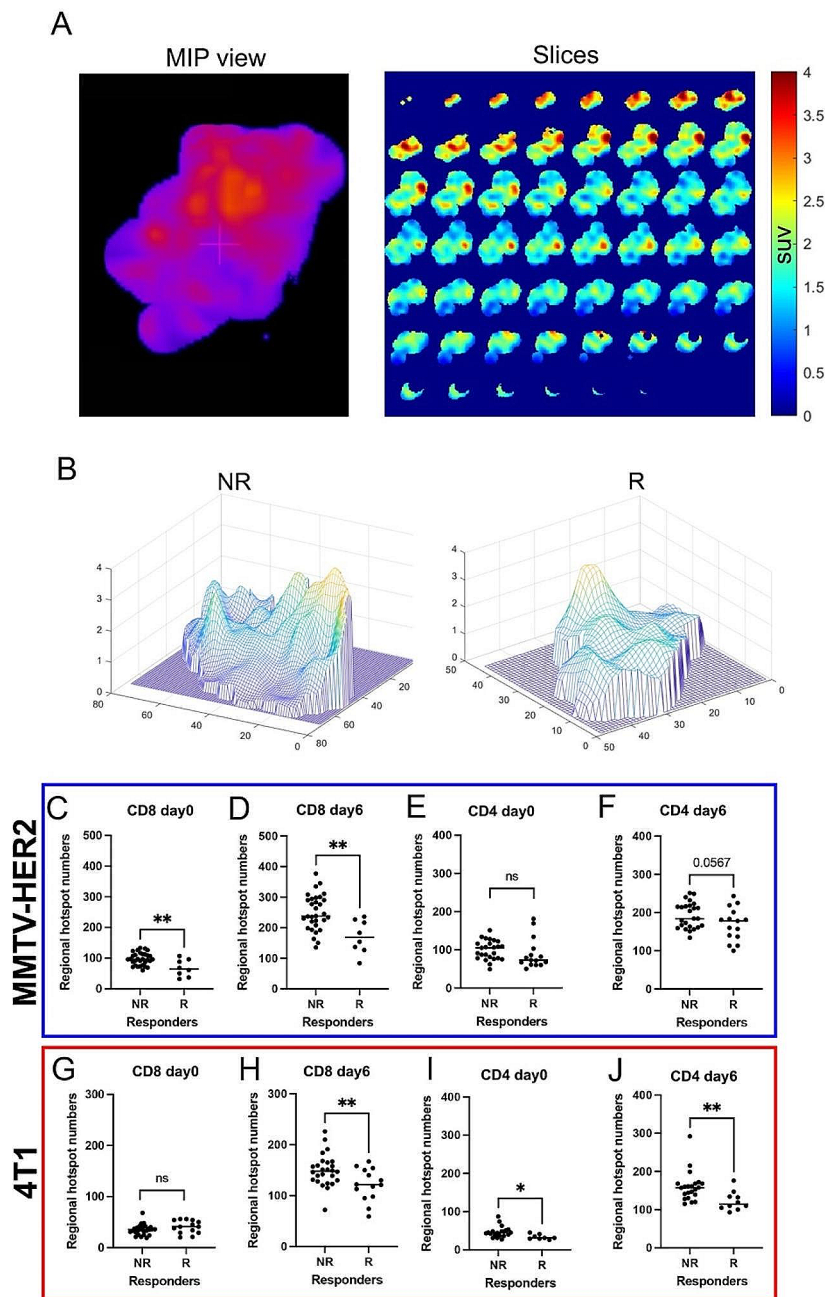 A
MIP view
Slices
4
3.5
3
2.5
2
1.5
1
0.5
0
suv
B
NR
R
4
3
2
1
0
80
60
40
20
0
20
40
60
80
4
3
2
1
0
50
40
30
20
10
0
0
10
20
30
40
50
MMTV-HER2
C
CD8 day0
Regional hotspot numbers
500
400
300
200
100
0
**
NR
R
Responders
D
CD8 day6
Regional hotspot numbers
500
400
300
200
100
0
**
NR
R
Responders
E
CD4 day0
Regional hotspot numbers
400
300
200
100
0
ns
NR
R
Responders
F
CD4 day6
Regional hotspot numbers
400
300
200
100
0
0.0567
NR
R
Responders
4T1
G
CD8 day0
Regional hotspot numbers
300
200
100
0
ns
NR
R
Responders
H
CD8 day6
Regional hotspot numbers
300
200
100
0
**
NR
R
Responders
I
CD4 day0
Regional hotspot numbers
400
300
200
100
0
*
NR
R
Responders
J
CD4 day6
Regional hotspot numbers
400
300
200
100
0
**
NR
R
Responders